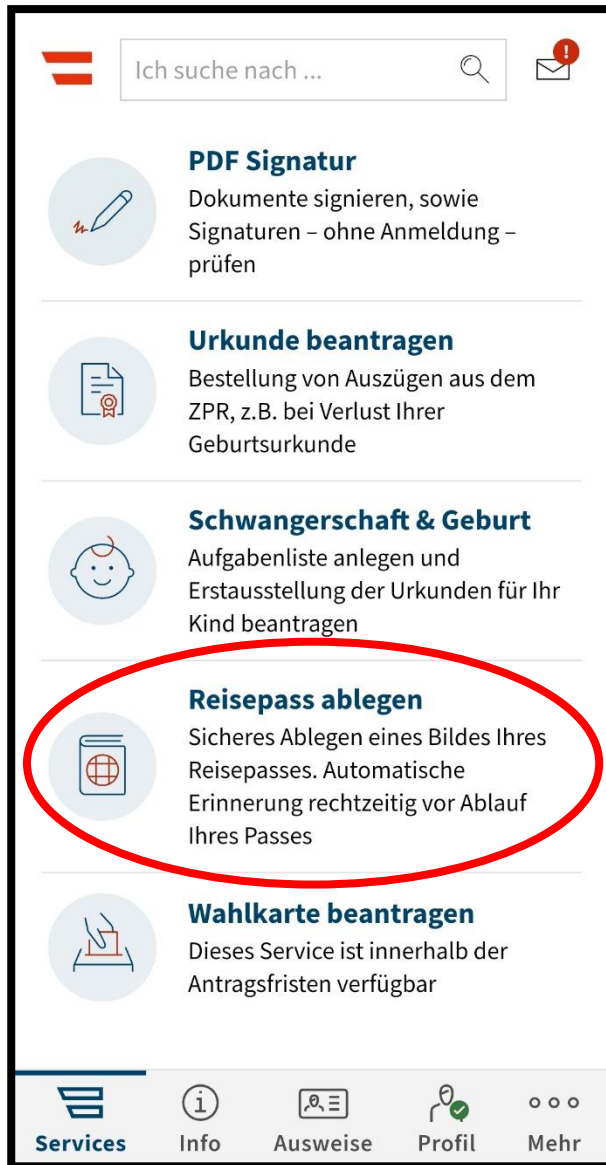 Ich suche nach ...
!
PDF Signatur
Dokumente signieren, sowie
Signaturen – ohne Anmeldung –
prüfen
Urkunde beantragen
Bestellung von Auszügen aus dem
ZPR, z.B. bei Verlust Ihrer
Geburtsurkunde
Schwangerschaft & Geburt
Aufgabenliste anlegen und
Erstausstellung der Urkunden für Ihr
Kind beantragen
Reisepass ablegen
Sicheres Ablegen eines Bildes Ihres
Reisepasses. Automatische
Erinnerung rechtzeitig vor Ablauf
Ihres Passes
Wahlkarte beantragen
Dieses Service ist innerhalb der
Antragsfristen verfügbar
Services Info Ausweise Profil Mehr